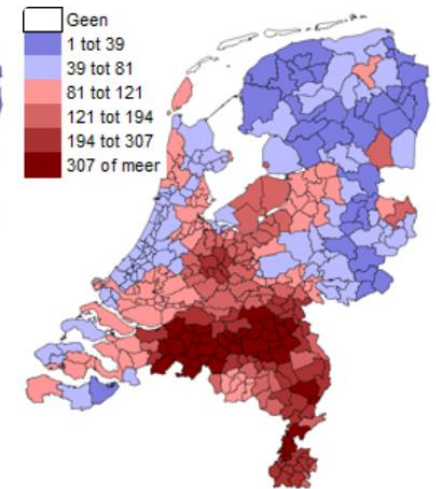 Geen
1 tot 39
39 tot 81
81 tot 121
121 tot 194
194 tot 307
307 of meer